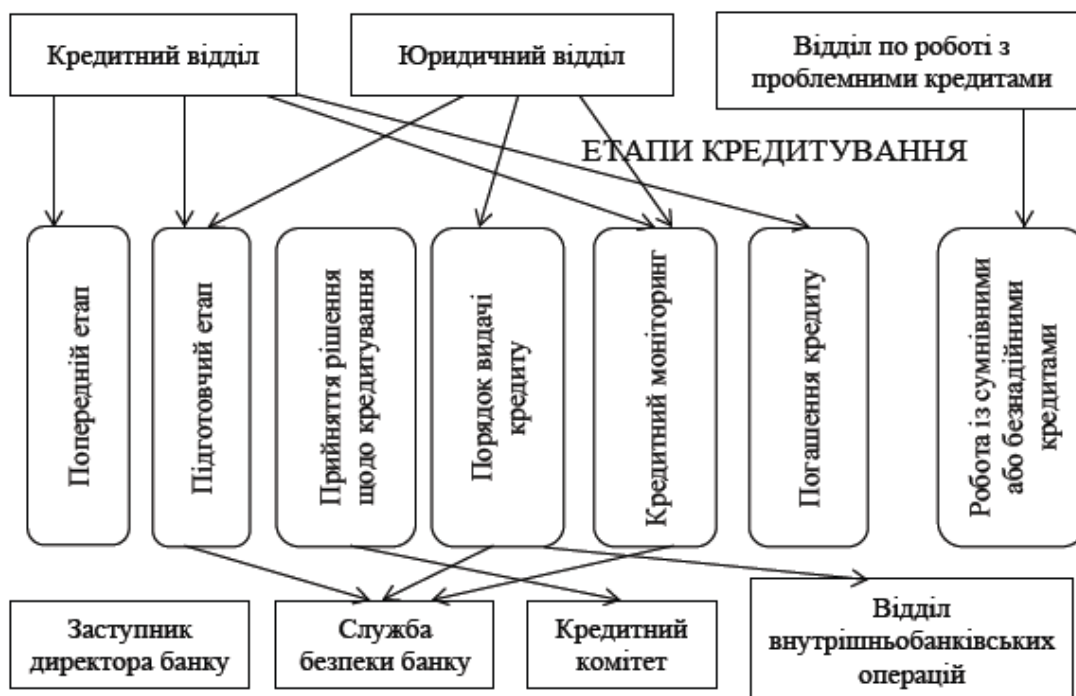 Кредитний відділ
Юридичний відділ
Відділ по роботі з
проблемними кредитами
ЕТАПИ КРЕДИТУВАННЯ
Попередній етап
Підготовчий етап
Прийняття рішення
щодо кредитування
Порядок видачі
кредиту
Кредитний моніторинг
Погашення кредиту
Робота із сумнівними
або безнадійними
кредитами
Заступник
директора банку
Служба
безпеки банку
Кредитний
комітет
Відділ
внутрішньобанківських
операцій